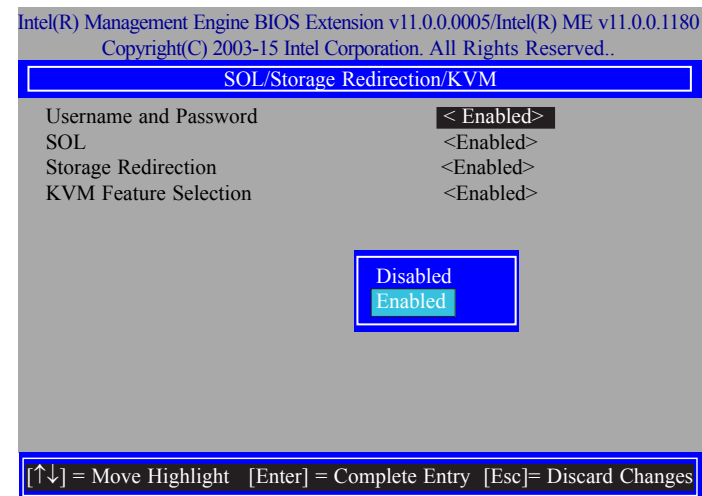 Intel(R) Management Engine BIOS Extension v11.0.0.0005/Intel(R) ME v11.0.0.1180
Copyright(C) 2003-15 Intel Corporation. All Rights Reserved..
SOL/Storage Redirection/KVM
Username and Password < Enabled>
SOL <Enabled>
Storage Redirection <Enabled>
KVM Feature Selection <Enabled>
Disabled
Enabled
[↑↓] = Move Highlight [Enter] = Complete Entry [Esc]= Discard Changes